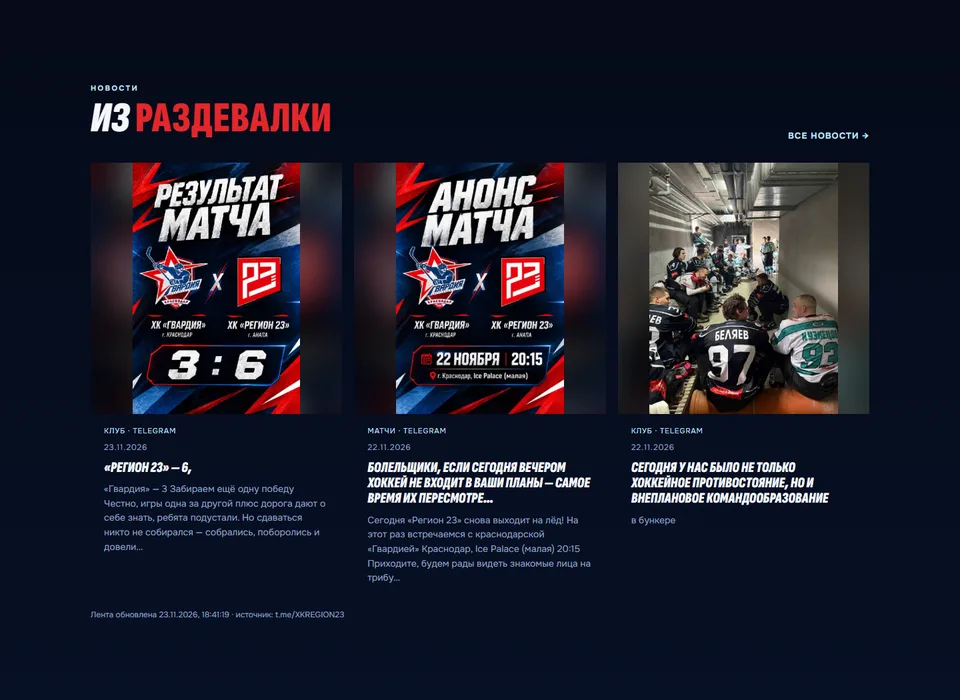 НОВОСТИ
ИЗ РАЗДЕВАЛКИ
ВСЕ НОВОСТИ →
РЕЗУЛЬТАТ
МАТЧА
ГВАРДИЯ
X
ХК «ГВАРДИЯ»
г. КРАСНОДАР
ХК «РЕГИОН 23»
г. АНАПА
3 : 6
КЛУБ · TELEGRAM
23.11.2026
«РЕГИОН 23» — 6,
«Гвардия» — 3 Забираем ещё одну победу
Честно, игры одна за другой плюс дорога дают о
себе знать, ребята подустали. Но сдаваться
никто не собирался — собрались, поборолись и
довели...
АНОНС
МАТЧА
ГВАРДИЯ
X
ХК «ГВАРДИЯ»
г. КРАСНОДАР
ХК «РЕГИОН 23»
г. АНАПА
22 НОЯБРЯ | 20:15
г. Краснодар, Ice Palace (малая)
МАТЧИ · TELEGRAM
22.11.2026
БОЛЕЛЬЩИКИ, ЕСЛИ СЕГОДНЯ ВЕЧЕРОМ
ХОККЕЙ НЕ ВХОДИТ В ВАШИ ПЛАНЫ — САМОЕ
ВРЕМЯ ИХ ПЕРЕСМОТРЕ...
Сегодня «Регион 23» снова выходит на лёд! На
этот раз встречаемся с краснодарской
«Гвардией» Краснодар, Ice Palace (малая) 20:15
Приходите, будем рады видеть знакомые лица на
трибу...
БЕЛЯЕВ
97
93
КЛУБ · TELEGRAM
22.11.2026
СЕГОДНЯ У НАС БЫЛО НЕ ТОЛЬКО
ХОККЕЙНОЕ ПРОТИВОСТОЯНИЕ, НО И
ВНЕПЛАНОВОЕ КОМАНДООБРАЗОВАНИЕ
в бункере
Лента обновлена 23.11.2026, 18:41:19 · источник: t.me/XKREGION23